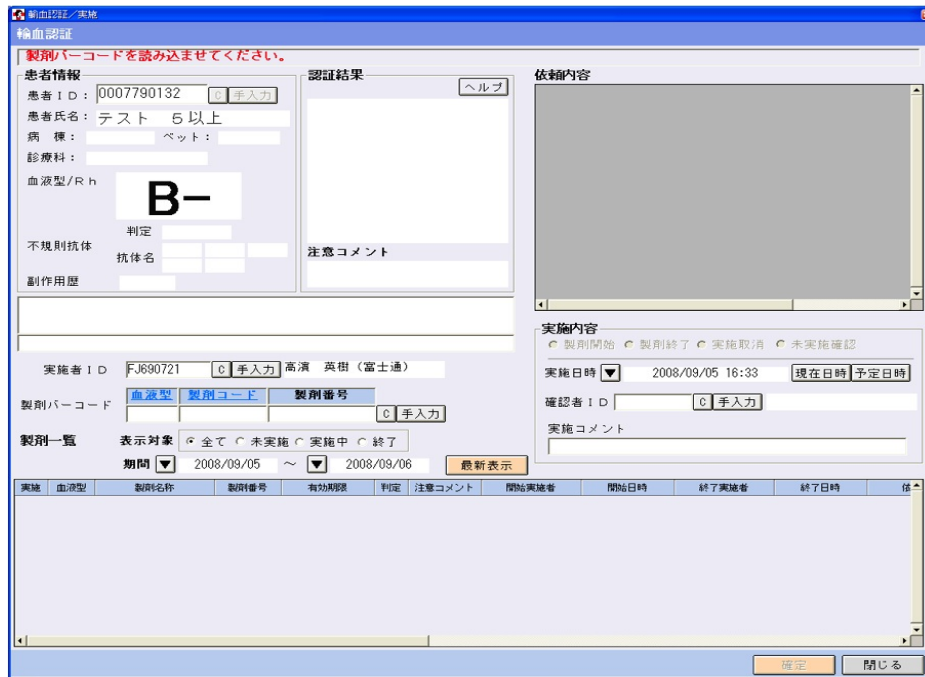 輸血認証／実施
輸血認証
製剤バーコードを読み込ませてください。
患者情報
患者ＩＤ： 0007790132 C 手入力
患者氏名： テスト　５以上
病　棟： ベット：
診療科：
血液型/Ｒｈ B−
判定
不規則抗体
抗体名
副作用歴
認証結果 ヘルプ
注意コメント
依頼内容
実施内容
製剤開始 製剤終了 実施取消 未実施確認
実施日時 ▼ 2008/09/05 16:33 現在日時 予定日時
確認者ＩＤ C 手入力
実施コメント
実施者ＩＤ FJ690721 C 手入力 高濱　英樹（富士通）
血液型 製剤コード 製剤番号
製剤バーコード C 手入力
製剤一覧 表示対象 全て 未実施 実施中 終了
期間 ▼ 2008/09/05 ～ ▼ 2008/09/06 最新表示
実施 血液型 製剤名称 製剤番号 有効期限 判定 注意コメント 開始実施者 開始日時 終了実施者 終了日時 依
確定 閉じる